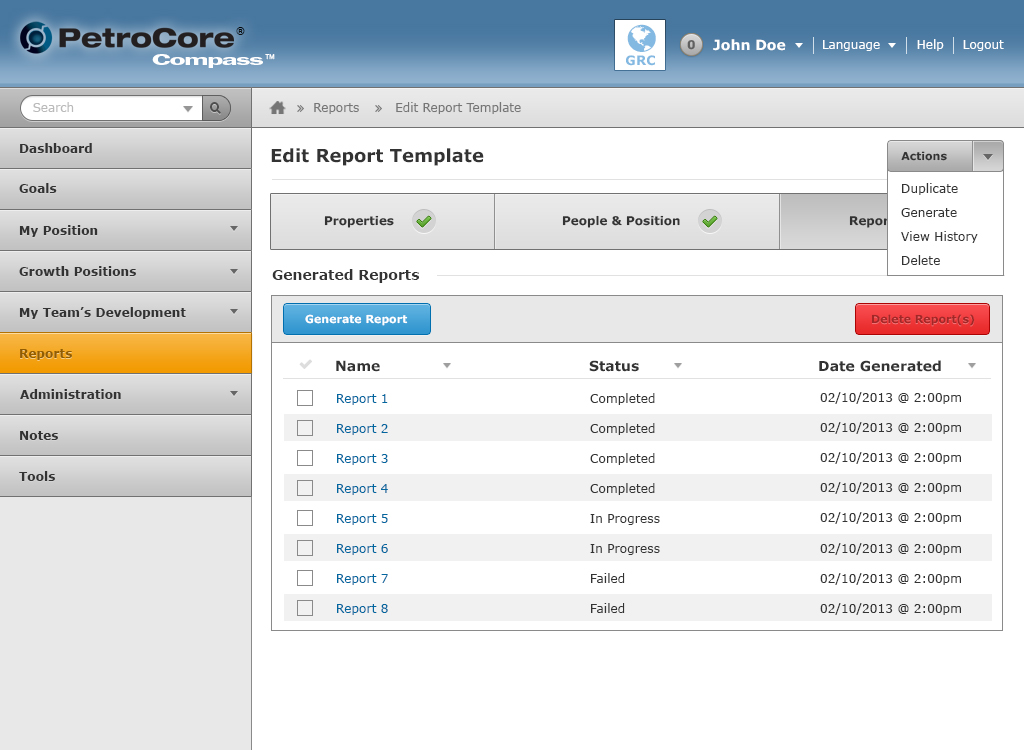 PetroCore®
Compass™
GRC
0 John Doe Language Help Logout
Search
» Reports » Edit Report Template
Dashboard
Goals
My Position
Growth Positions
My Team’s Development
Reports
Administration
Notes
Tools
Edit Report Template
Actions
Duplicate
Generate
View History
Delete
Properties People & Position Repor
Generated Reports
Generate Report Delete Report(s)
Name Status Date Generated
Report 1 Completed 02/10/2013 @ 2:00pm
Report 2 Completed 02/10/2013 @ 2:00pm
Report 3 Completed 02/10/2013 @ 2:00pm
Report 4 Completed 02/10/2013 @ 2:00pm
Report 5 In Progress 02/10/2013 @ 2:00pm
Report 6 In Progress 02/10/2013 @ 2:00pm
Report 7 Failed 02/10/2013 @ 2:00pm
Report 8 Failed 02/10/2013 @ 2:00pm